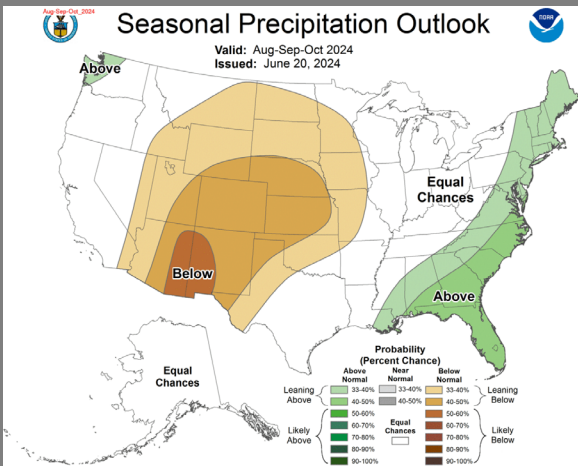 Aug-Sep-Oct_2024
NOAA
Seasonal Precipitation Outlook
Valid: Aug-Sep-Oct 2024
Issued: June 20, 2024
Above
Equal
Chances
Below
Above
Equal
Chances
Probability
(Percent Chance)
Above
Normal
Near
Normal
Below
Normal
Leaning
Above
33-40%
33-40%
33-40%
Leaning
Below
40-50%
40-50%
40-50%
Likely
Above
50-60%
60-70%
70-80%
80-90%
90-100%
Equal
Chances
50-60%
60-70%
70-80%
80-90%
90-100%
Likely
Below